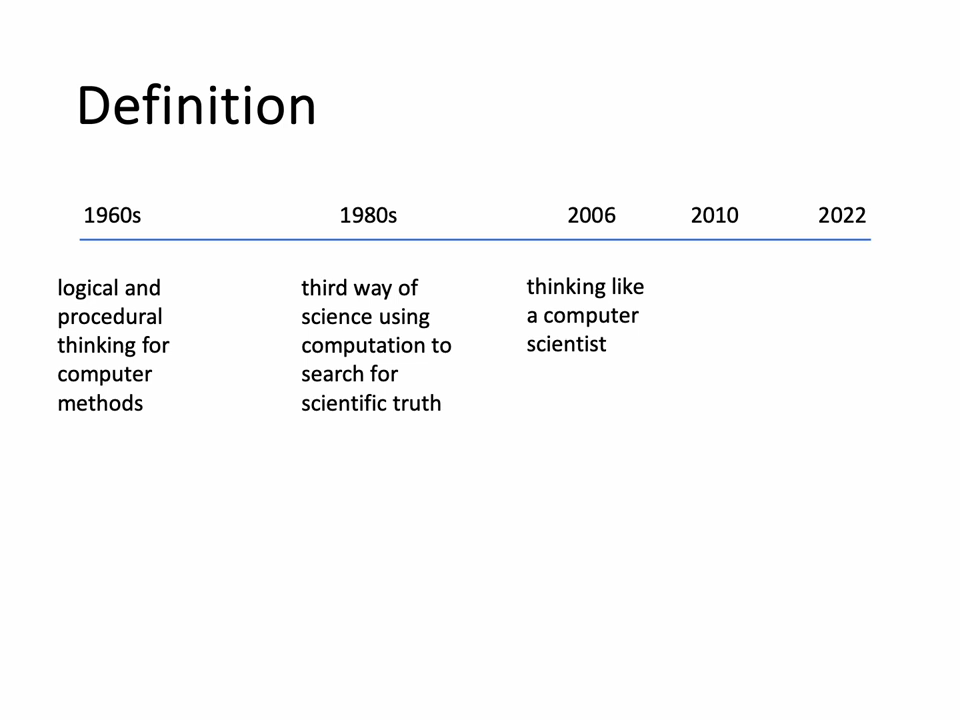 Definition
1960s 1980s 2006 2010 2022
logical and
procedural
thinking for
computer
methods
third way of
science using
computation to
search for
scientific truth
thinking like
a computer
scientist